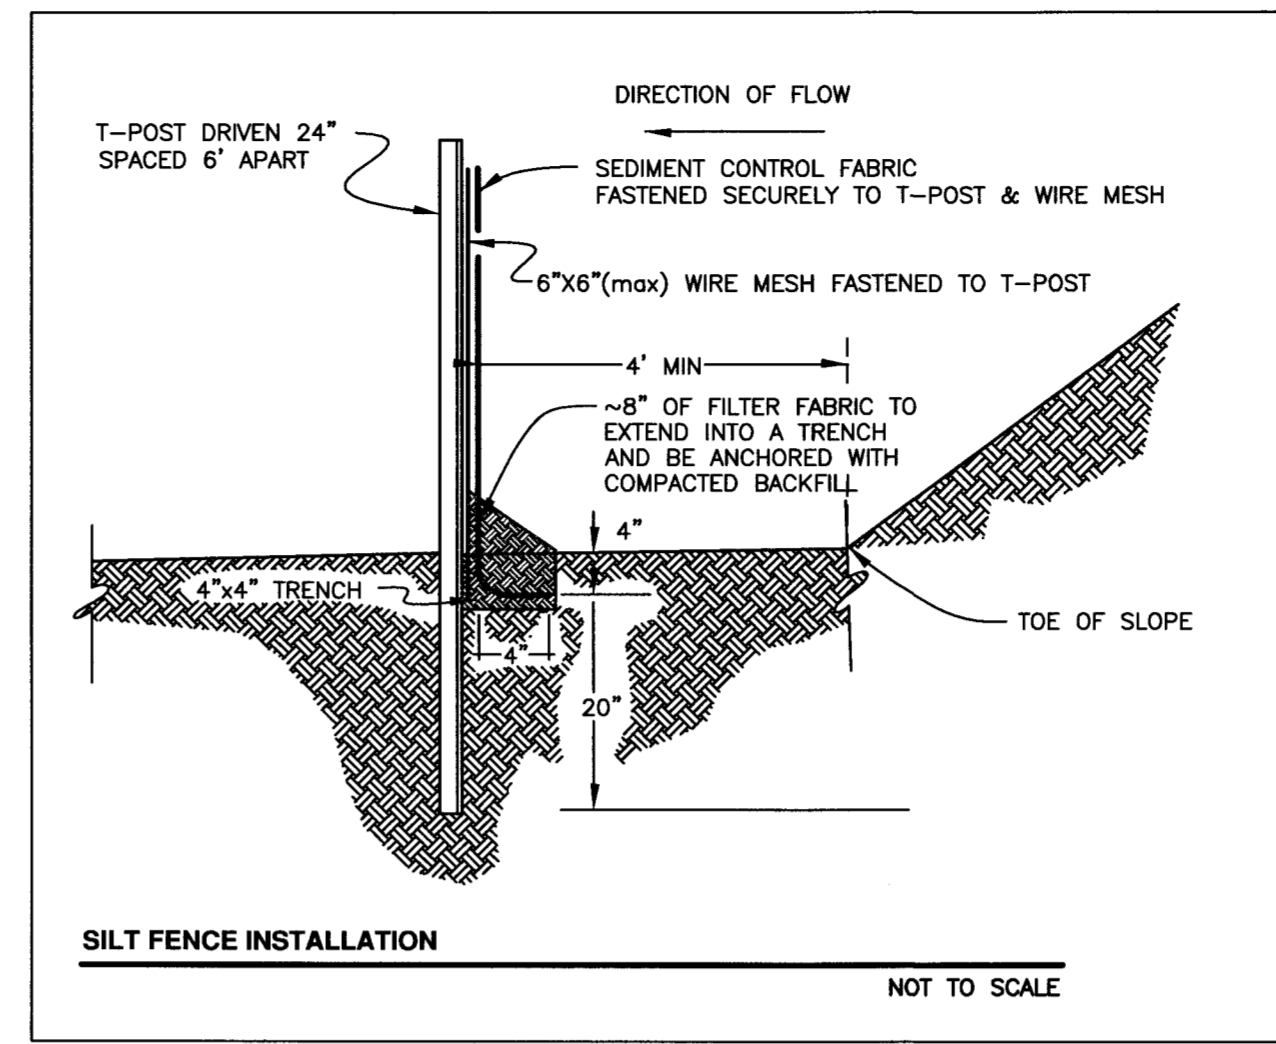 DIRECTION OF FLOW
T-POST DRIVEN 24"
SPACED 6' APART
SEDIMENT CONTROL FABRIC
FASTENED SECURELY TO T-POST & WIRE MESH
6"X6"(max) WIRE MESH FASTENED TO T-POST
4' MIN
~8" OF FILTER FABRIC TO
EXTEND INTO A TRENCH
AND BE ANCHORED WITH
COMPACTED BACKFILL
4"
4"x4" TRENCH
TOE OF SLOPE
4"
20"
SILT FENCE INSTALLATION
NOT TO SCALE